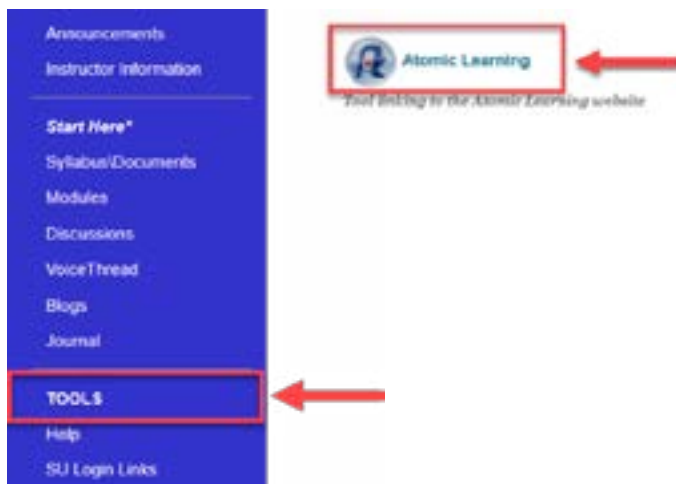 Announcements
Instructor Information
Start Here*
Syllabus\Documents
Modules
Discussions
VoiceThread
Blogs
Journal
TOOLS
Help
SU Login Links
Atomic Learning
Tool linking to the Atomic Learning website